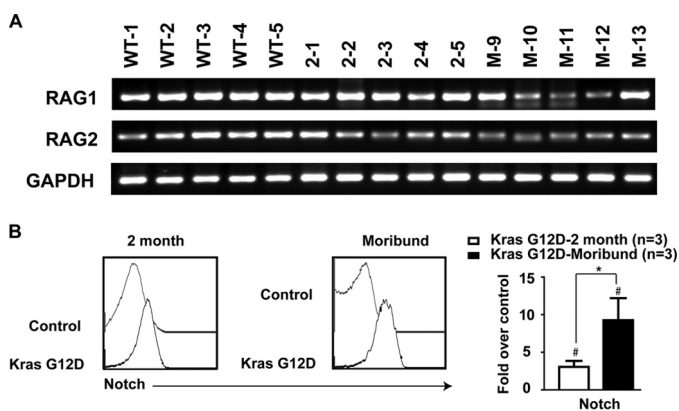 A
WT-1 WT-2 WT-3 WT-4 WT-5 2-1 2-2 2-3 2-4 2-5 M-9 M-10 M-11 M-12 M-13
RAG1
RAG2
GAPDH
B
2 month
Moribund
Control
Kras G12D
Control
Kras G12D
Notch
Kras G12D-2 month (n=3)
Kras G12D-Moribund (n=3)
Fold over control
15
10
5
0
*
#
#
Notch